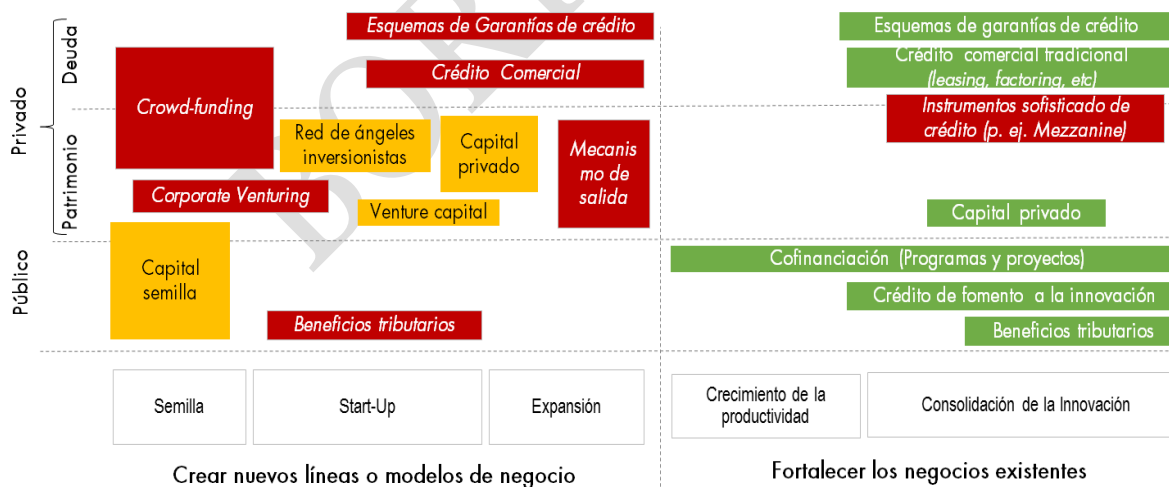 Privado
Deuda
Patrimonio
Público
Esquemas de Garantías de crédito
Crédito Comercial
Crowd-funding
Red de ángeles
inversionistas
Capital
privado
Mecanis
mo de
salida
Corporate Venturing
Venture capital
Capital
semilla
Beneficios tributarios
Esquemas de garantías de crédito
Crédito comercial tradicional
(leasing, factoring, etc)
Instrumentos sofisticado de
crédito (p. ej. Mezzanine)
Capital privado
Cofinanciación (Programas y proyectos)
Crédito de fomento a la innovación
Beneficios tributarios
Semilla
Start-Up
Expansión
Crecimiento de la
productividad
Consolidación de la Innovación
Crear nuevos líneas o modelos de negocio
Fortalecer los negocios existentes